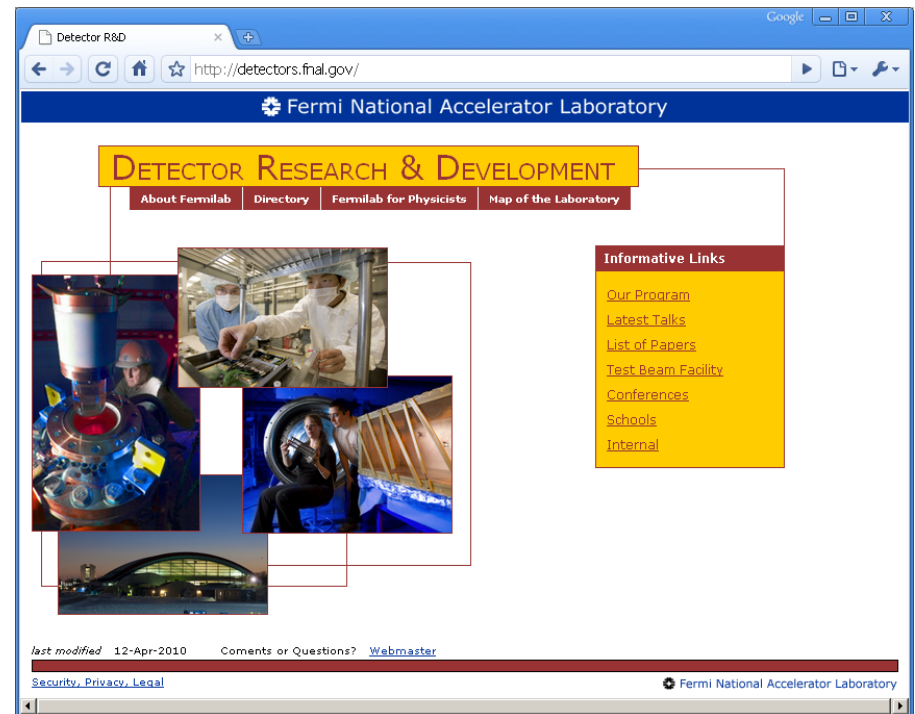 Google
Detector R&D
http://detectors.fnal.gov/
Fermi National Accelerator Laboratory
DETECTOR RESEARCH & DEVELOPMENT
About Fermilab Directory Fermilab for Physicists Map of the Laboratory
Informative Links
Our Program
Latest Talks
List of Papers
Test Beam Facility
Conferences
Schools
Internal
last modified 12-Apr-2010 Coments or Questions? Webmaster
Security, Privacy, Legal
Fermi National Accelerator Laboratory